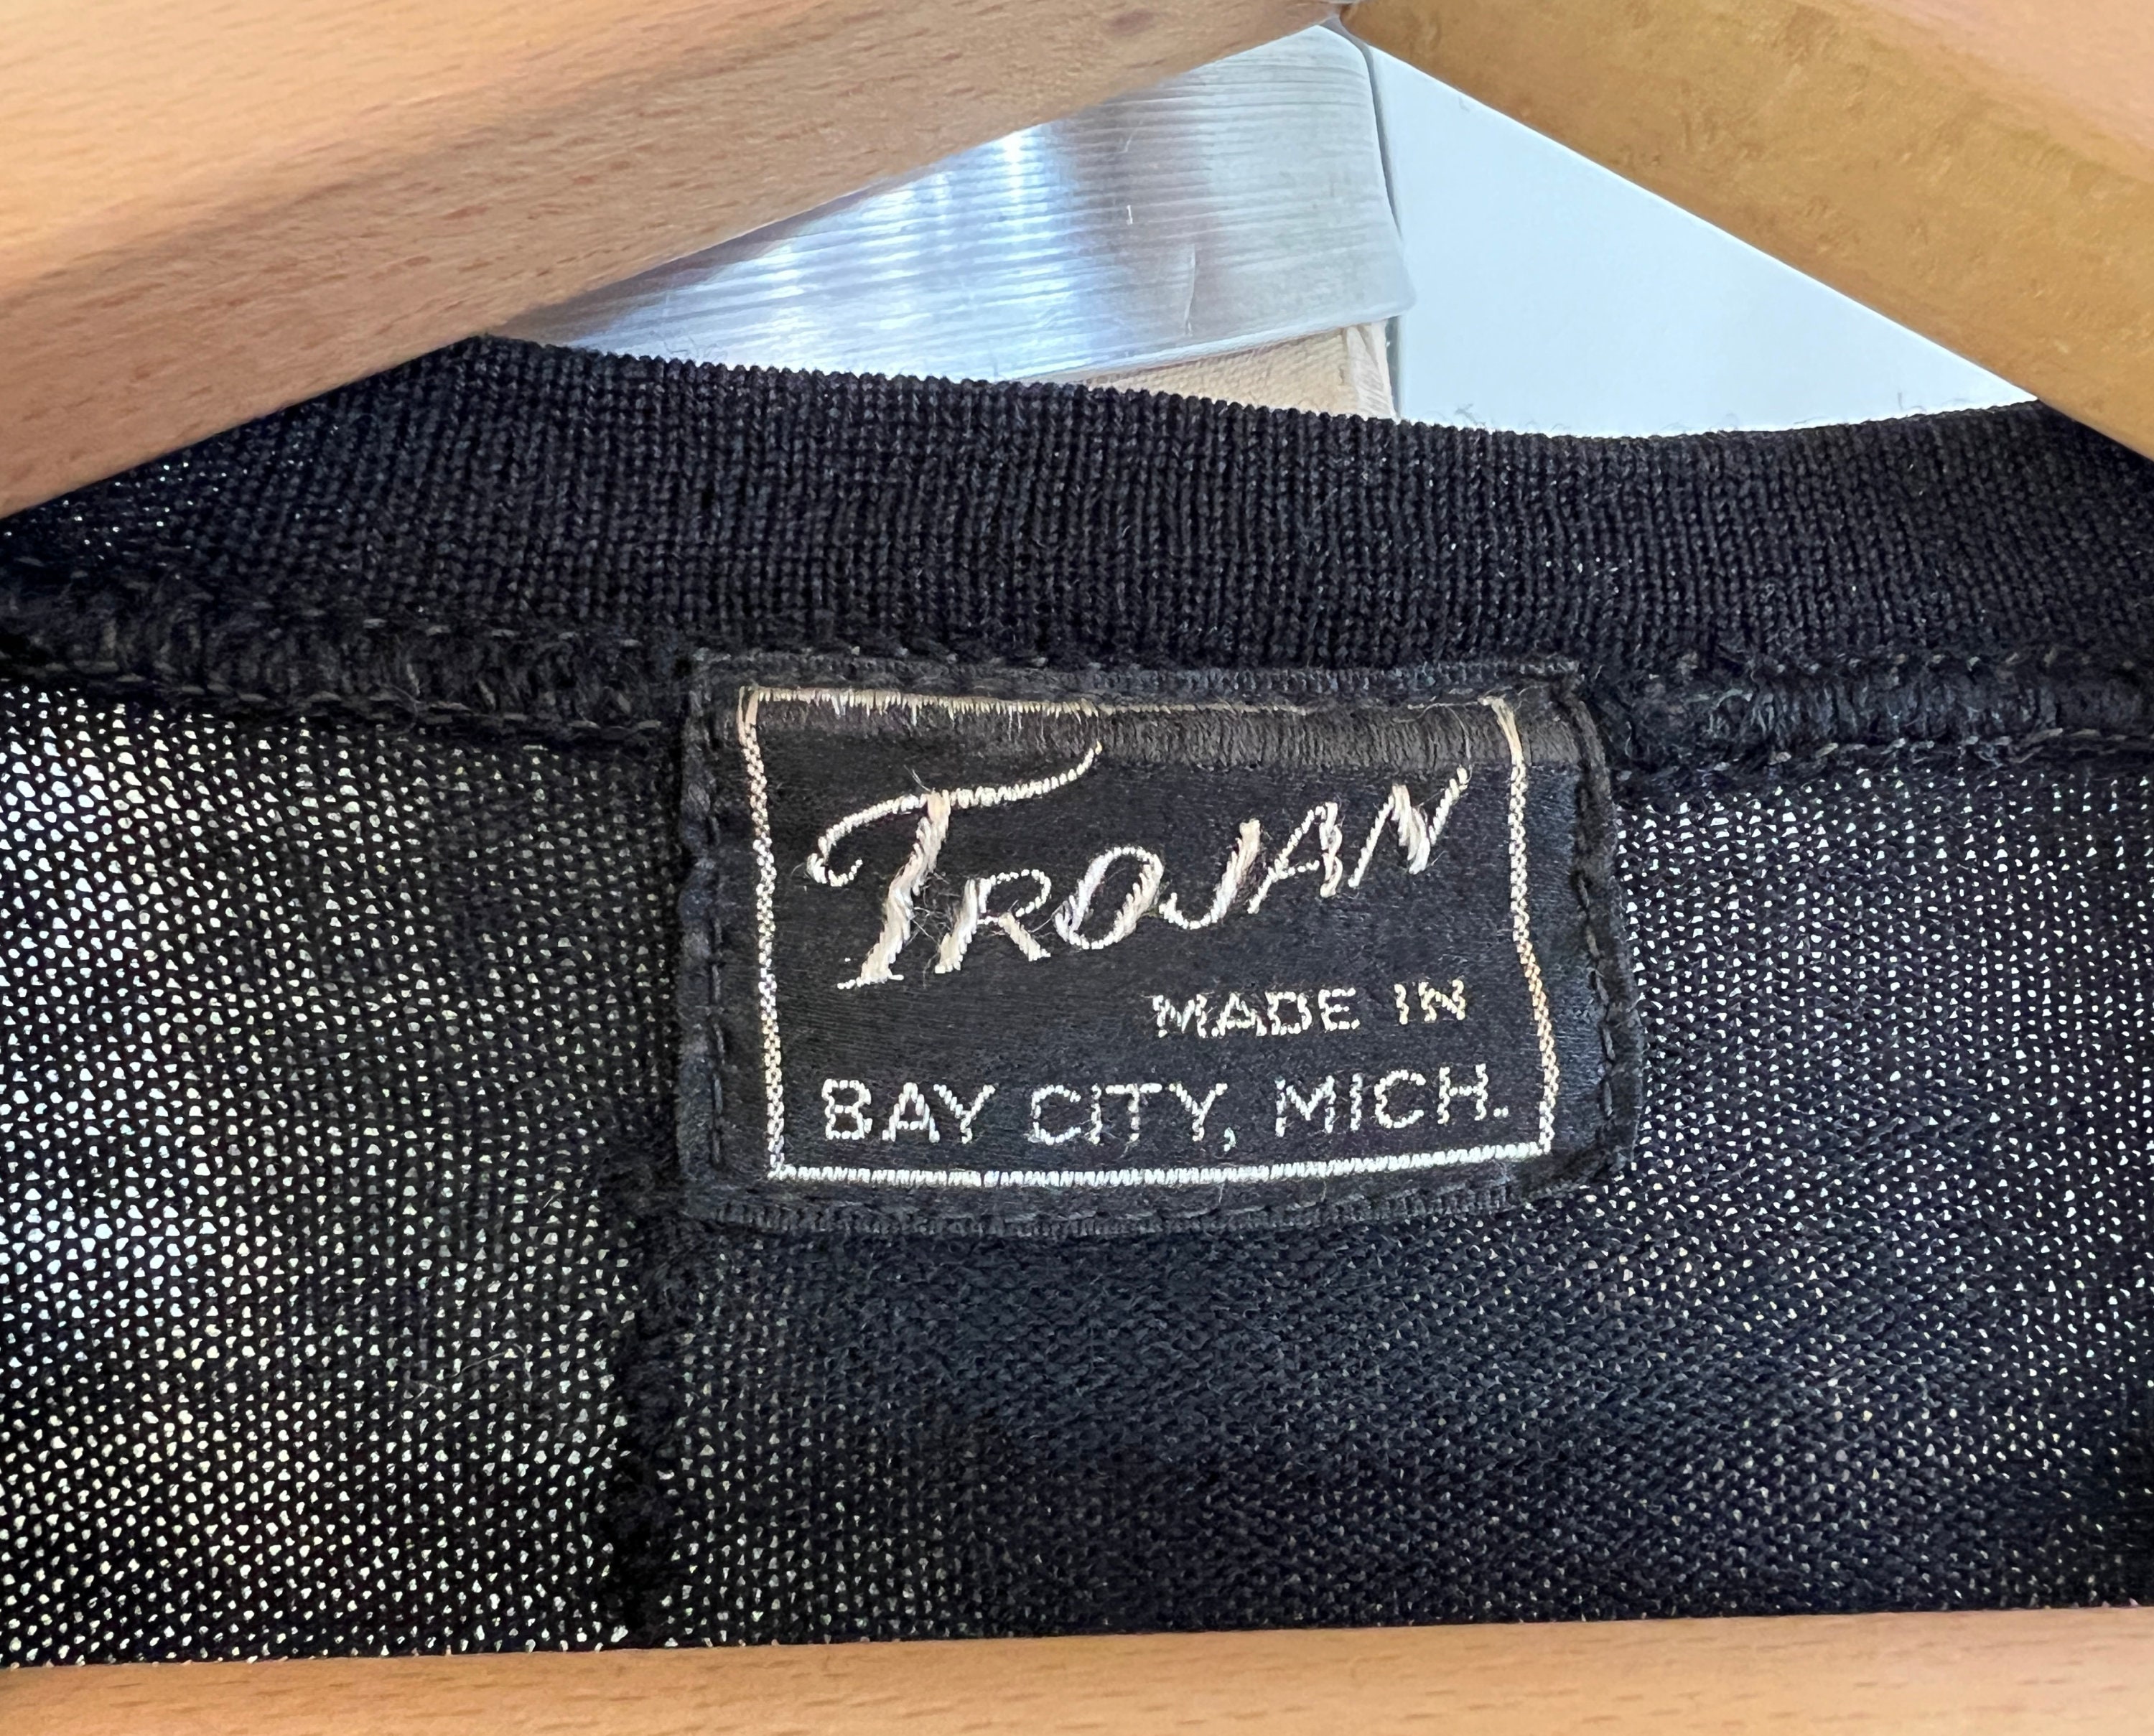 TROJAN
MADE IN
BAY CITY, MICH.